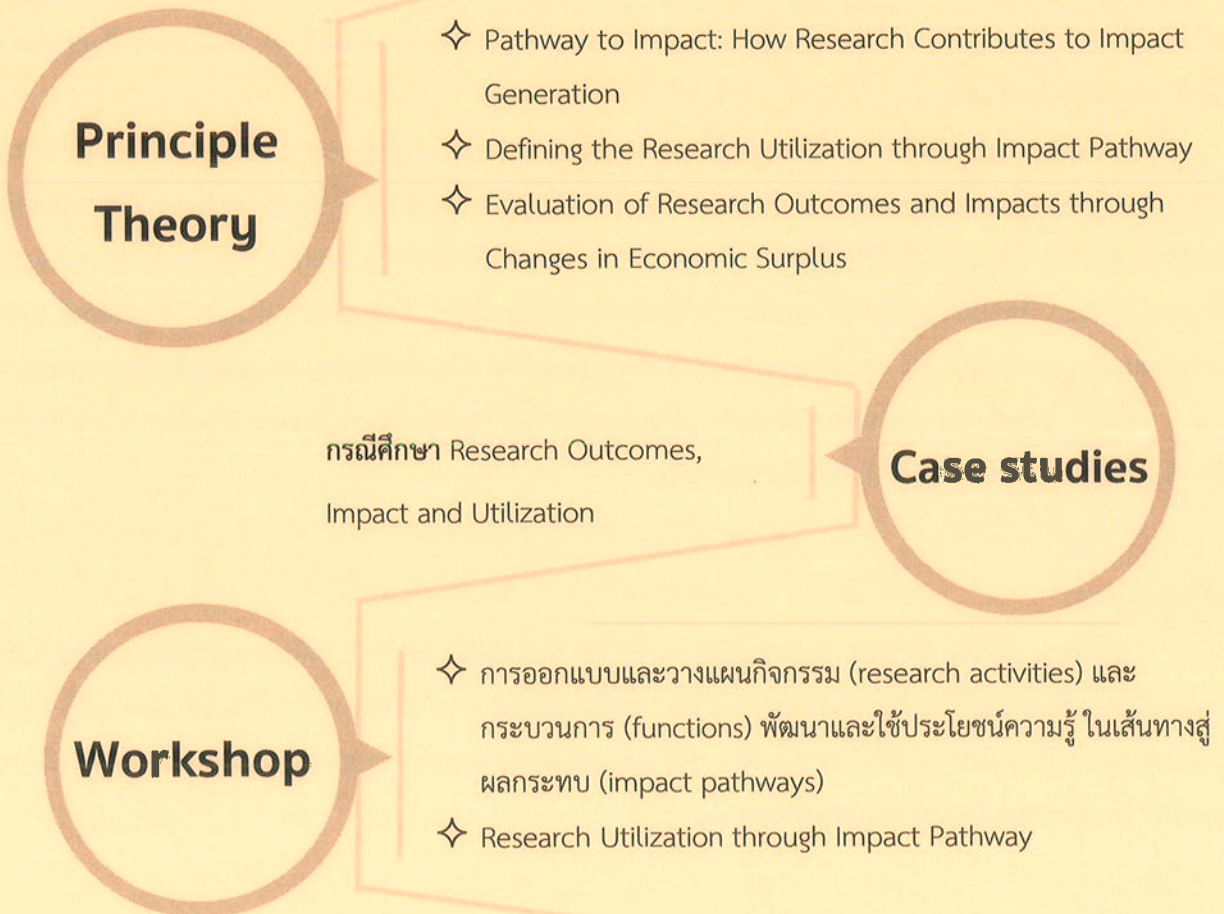 Principle
Theory
✧ Pathway to Impact: How Research Contributes to Impact
Generation
✧ Defining the Research Utilization through Impact Pathway
✧ Evaluation of Research Outcomes and Impacts through
Changes in Economic Surplus
กรณีศึกษา Research Outcomes,
Impact and Utilization
Case studies
Workshop
✧ การออกแบบและวางแผนกิจกรรม (research activities) และ
กระบวนการ (functions) พัฒนาและใช้ประโยชน์ความรู้ ในเส้นทางสู่
ผลกระทบ (impact pathways)
✧ Research Utilization through Impact Pathway